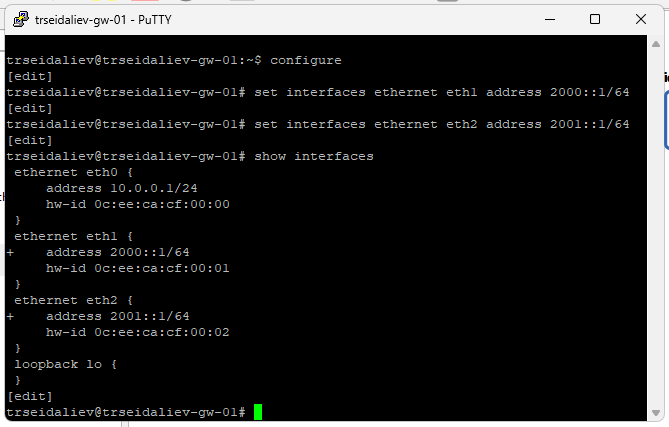 trseidaliev-gw-01 - PuTTY
trseidaliev@trseidaliev-gw-01:~$ configure
[edit]
trseidaliev@trseidaliev-gw-01# set interfaces ethernet eth1 address 2000::1/64
[edit]
trseidaliev@trseidaliev-gw-01# set interfaces ethernet eth2 address 2001::1/64
[edit]
trseidaliev@trseidaliev-gw-01# show interfaces
 ethernet eth0 {
     address 10.0.0.1/24
     hw-id 0c:ee:ca:cf:00:00
 }
 ethernet eth1 {
+    address 2000::1/64
     hw-id 0c:ee:ca:cf:00:01
 }
 ethernet eth2 {
+    address 2001::1/64
     hw-id 0c:ee:ca:cf:00:02
 }
 loopback lo {
 }
[edit]
trseidaliev@trseidaliev-gw-01#